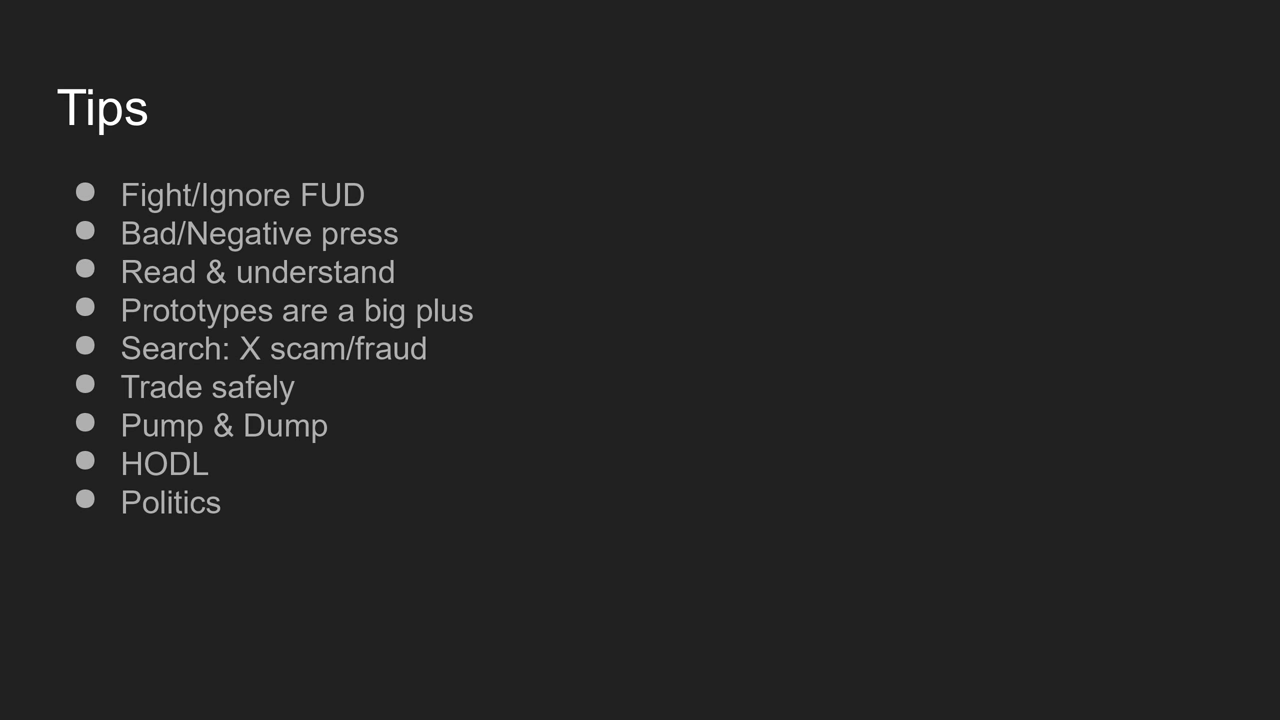 Tips
● Fight/Ignore FUD
● Bad/Negative press
● Read & understand
● Prototypes are a big plus
● Search: X scam/fraud
● Trade safely
● Pump & Dump
● HODL
● Politics